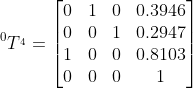 ⁰T₄ = [0 1 0 0.3946
0 0 1 0.2947
1 0 0 0.8103
0 0 0 1]